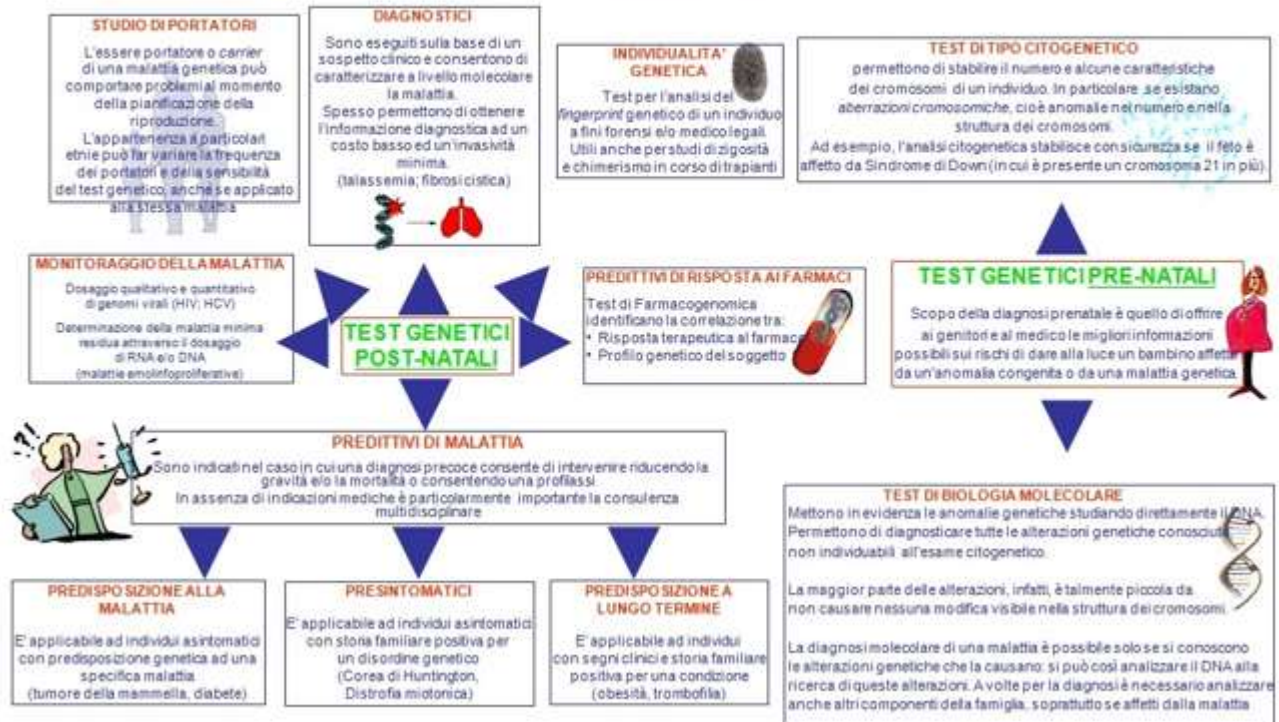 STUDIO DI PORTATORI
L'essere portatore o carrier
di una malattia genetica può
comportare problemi al momento
della pianificazione della
riproduzione.
L'appartenenza a particolari
etnie può far variare la frequenza
dei portatori e della sensibilità
del test genetico, anche se applicato
alla stessa malattia
DIAGNOSTICI
Sono eseguiti sulla base di un
sospetto clinico e consentono di
caratterizzare a livello molecolare
la malattia.
Spesso permettono di ottenere
l'informazione diagnostica ad un
costo basso ed un'invasività
minima.
(talassemia; fibrosi cistica)
INDIVIDUALITA'
GENETICA
Test per l'analisi del
fingerprint genetico di un individuo
a fini forensi e/o medico legali.
Utili anche per studi di zigosità
e chimerismo in corso di trapianti
TEST DI TIPO CITOGENETICO
permettono di stabilire il numero e alcune caratteristiche
dei cromosomi di un individuo. In particolare se esistano
aberrazioni cromosomiche, cioè anomalie nel numero e nella
struttura dei cromosomi.
Ad esempio, l'analisi citogenetica stabilisce con sicurezza se il feto è
affetto da Sindrome di Down (in cui è presente un cromosoma 21 in più).
MONITORAGGIO DELLA MALATTIA
Dosaggio qualitativo e quantitativo
di genomi virali (HIV; HCV)
Determinazione della malattia minima
residua attraverso il dosaggio
di RNA e/o DNA
(malattie emolinfoproliferative)
TEST GENETICI
POST-NATALI
PREDITTIVI DI RISPOSTA AI FARMACI
Test di Farmacogenomica
identificano la correlazione tra:
• Risposta terapeutica al farmaco
• Profilo genetico del soggetto
TEST GENETICI PRE-NATALI
Scopo della diagnosi prenatale è quello di offrire
ai genitori e al medico le migliori informazioni
possibili sui rischi di dare alla luce un bambino affetto
da un'anomalia congenita o da una malattia genetica
?!
PREDITTIVI DI MALATTIA
Sono indicati nel caso in cui una diagnosi precoce consente di intervenire riducendo la
gravità e/o la mortalità o consentendo una profilassi
In assenza di indicazioni mediche è particolarmente importante la consulenza
multidisciplinare
PREDISPOSIZIONE ALLA
MALATTIA
E' applicabile ad individui asintomatici
con predisposizione genetica ad una
specifica malattia
(tumore della mammella, diabete)
PRESINTOMATICI
E' applicabile ad individui asintomatici
con storia familiare positiva per
un disordine genetico
(Corea di Huntington,
Distrofia miotonica)
PREDISPOSIZIONE A
LUNGO TERMINE
E' applicabile ad individui
con segni clinici e storia familiare
positiva per una condizione
(obesità, trombofilia)
TEST DI BIOLOGIA MOLECOLARE
Mettono in evidenza le anomalie genetiche studiando direttamente il DNA.
Permettono di diagnosticare tutte le alterazioni genetiche conosciute
non individuabili all'esame citogenetico.
La maggior parte delle alterazioni, infatti, è talmente piccola da
non causare nessuna modifica visibile nella struttura dei cromosomi.
La diagnosi molecolare di una malattia è possibile solo se si conoscono
le alterazioni genetiche che la causano: si può così analizzare il DNA alla
ricerca di queste alterazioni. A volte per la diagnosi è necessario analizzare
anche altri componenti della famiglia, soprattutto se affetti dalla malattia